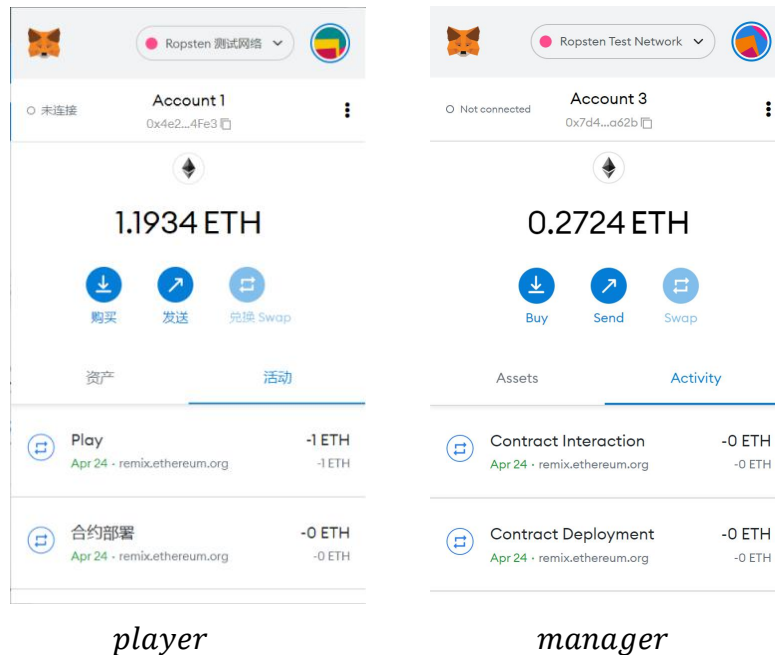 Ropsten 测试网络
未连接
Account 1
0x4e2...4Fe3
1.1934 ETH
购买
发送
兑换 Swap
资产
活动
Play
-1 ETH
Apr 24 · remix.ethereum.org
-1 ETH
合约部署
-0 ETH
Apr 24 · remix.ethereum.org
-0 ETH
player
Ropsten Test Network
Not connected
Account 3
0x7d4...a62b
0.2724 ETH
Buy
Send
Swap
Assets
Activity
Contract Interaction
-0 ETH
Apr 24 · remix.ethereum.org
-0 ETH
Contract Deployment
-0 ETH
Apr 24 · remix.ethereum.org
-0 ETH
manager